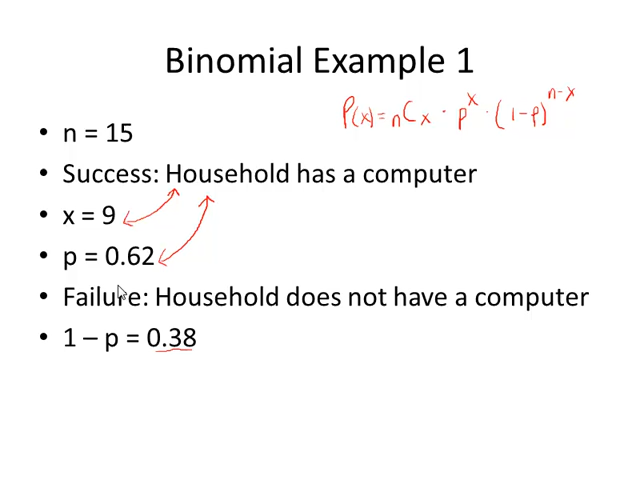 Binomial Example 1
P(x) = nCx · p^x · (1-p)^n-x
• n = 15
• Success: Household has a computer
• x = 9
• p = 0.62
• Failure: Household does not have a computer
• 1 – p = 0.38